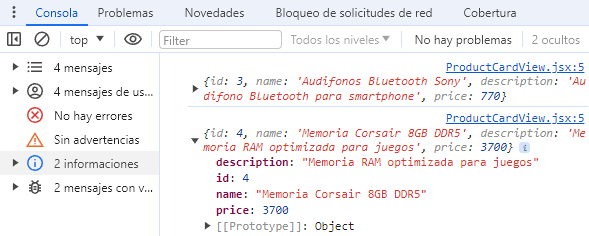 Consola Problemas Novedades Bloqueo de solicitudes de red Cobertura
top Filter Todos los niveles No hay problemas 2 ocultos
4 mensajes
4 mensajes de us...
No hay errores
Sin advertencias
2 informaciones
2 mensajes con v...
ProductCardView.jsx:5
{id: 3, name: 'Audifonos Bluetooth Sony', description: 'Au
difono Bluetooth para smartphone', price: 770}
ProductCardView.jsx:5
{id: 4, name: 'Memoria Corsair 8GB DDR5', description: 'Me
moria RAM optimizada para juegos', price: 3700} i
description: "Memoria RAM optimizada para juegos"
id: 4
name: "Memoria Corsair 8GB DDR5"
price: 3700
[[Prototype]]: Object